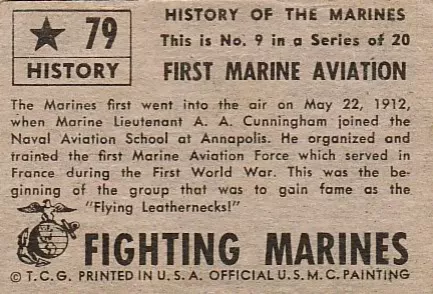 ★ 79
HISTORY
HISTORY OF THE MARINES
This is No. 9 in a Series of 20
FIRST MARINE AVIATION
The Marines first went into the air on May 22, 1912,
when Marine Lieutenant A. A. Cunningham joined the
Naval Aviation School at Annapolis. He organized and
trained the first Marine Aviation Force which served in
France during the First World War. This was the be-
ginning of the group that was to gain fame as the
"Flying Leathernecks!"
FIGHTING MARINES
© T.C.G. PRINTED IN U.S.A. OFFICIAL U.S.M.C. PAINTING